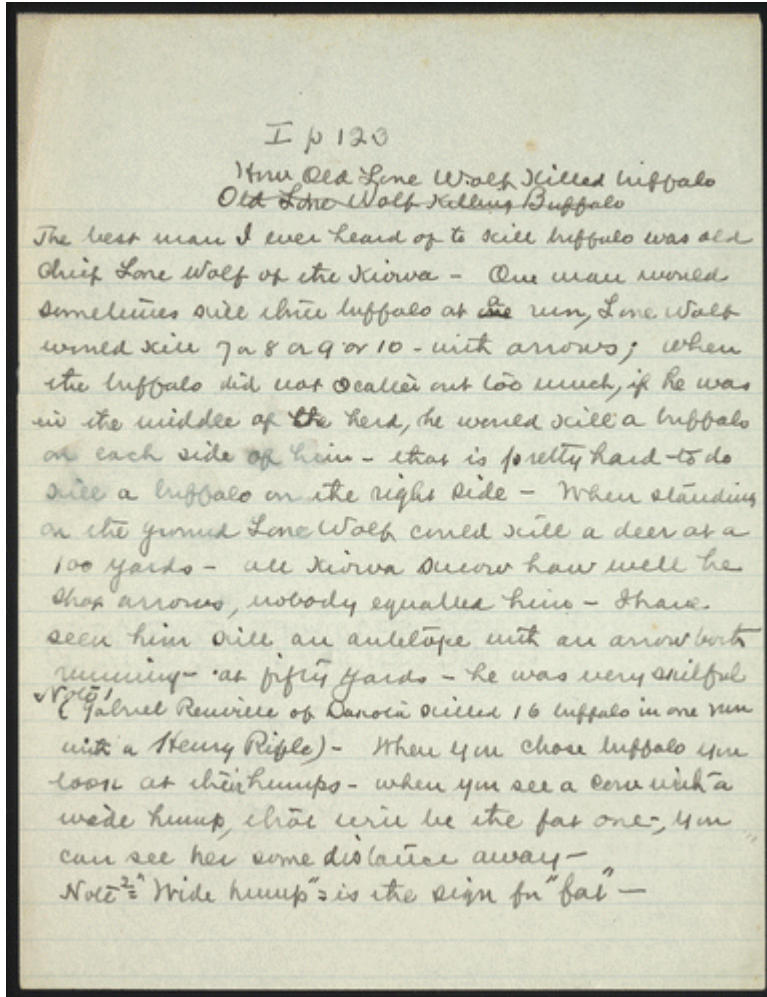 I p 120
How Old Lone Wolf Killed buffalo
Old Lone Wolf Killing Buffalo
The best man I ever heard of to kill buffalo was old
Chief Lone Wolf of the Kiowa - One man would
sometimes kill three buffalo at one run, Lone Wolf
would kill 7 or 8 or 9 or 10 - with arrows; when
the buffalo did not scatter out too much, if he was
in the middle of the herd, he would kill a buffalo
on each side of him - that is pretty hard to do
kill a buffalo on the right side - When standing
on the ground Lone Wolf could kill a deer at a
100 yards - all Kiowa know how well he
shot arrows, nobody equalled him - I have
seen him kill an antelope with an arrow both
running - at fifty yards - he was very skilful
Note 1
( Gabriel Renville of Dakota killed 16 buffalo in one run
with a Henry Rifle) - When you chase buffalo you
look at their humps - when you see a cow with a
wide hump, that will be the fat one -, you
can see her some distance away -
Note 2 = "Wide hump" = is the sign for "fat" -